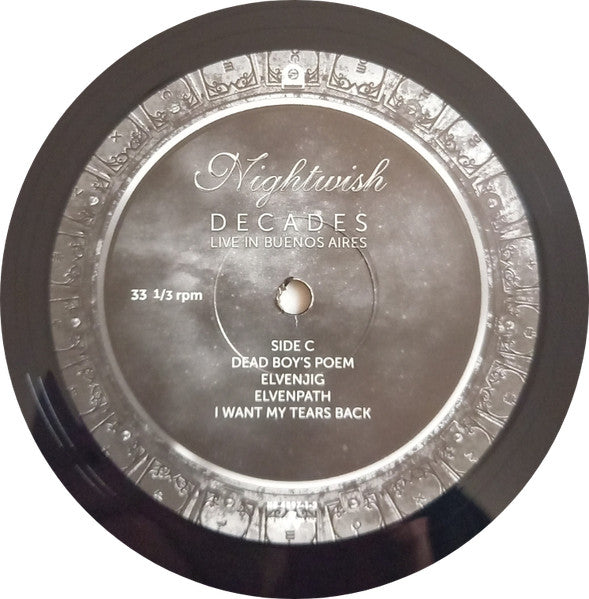 Nightwish
DECADES
LIVE IN BUENOS AIRES
33 1/3 rpm
SIDE C
DEAD BOY'S POEM
ELVENJIG
ELVENPATH
I WANT MY TEARS BACK